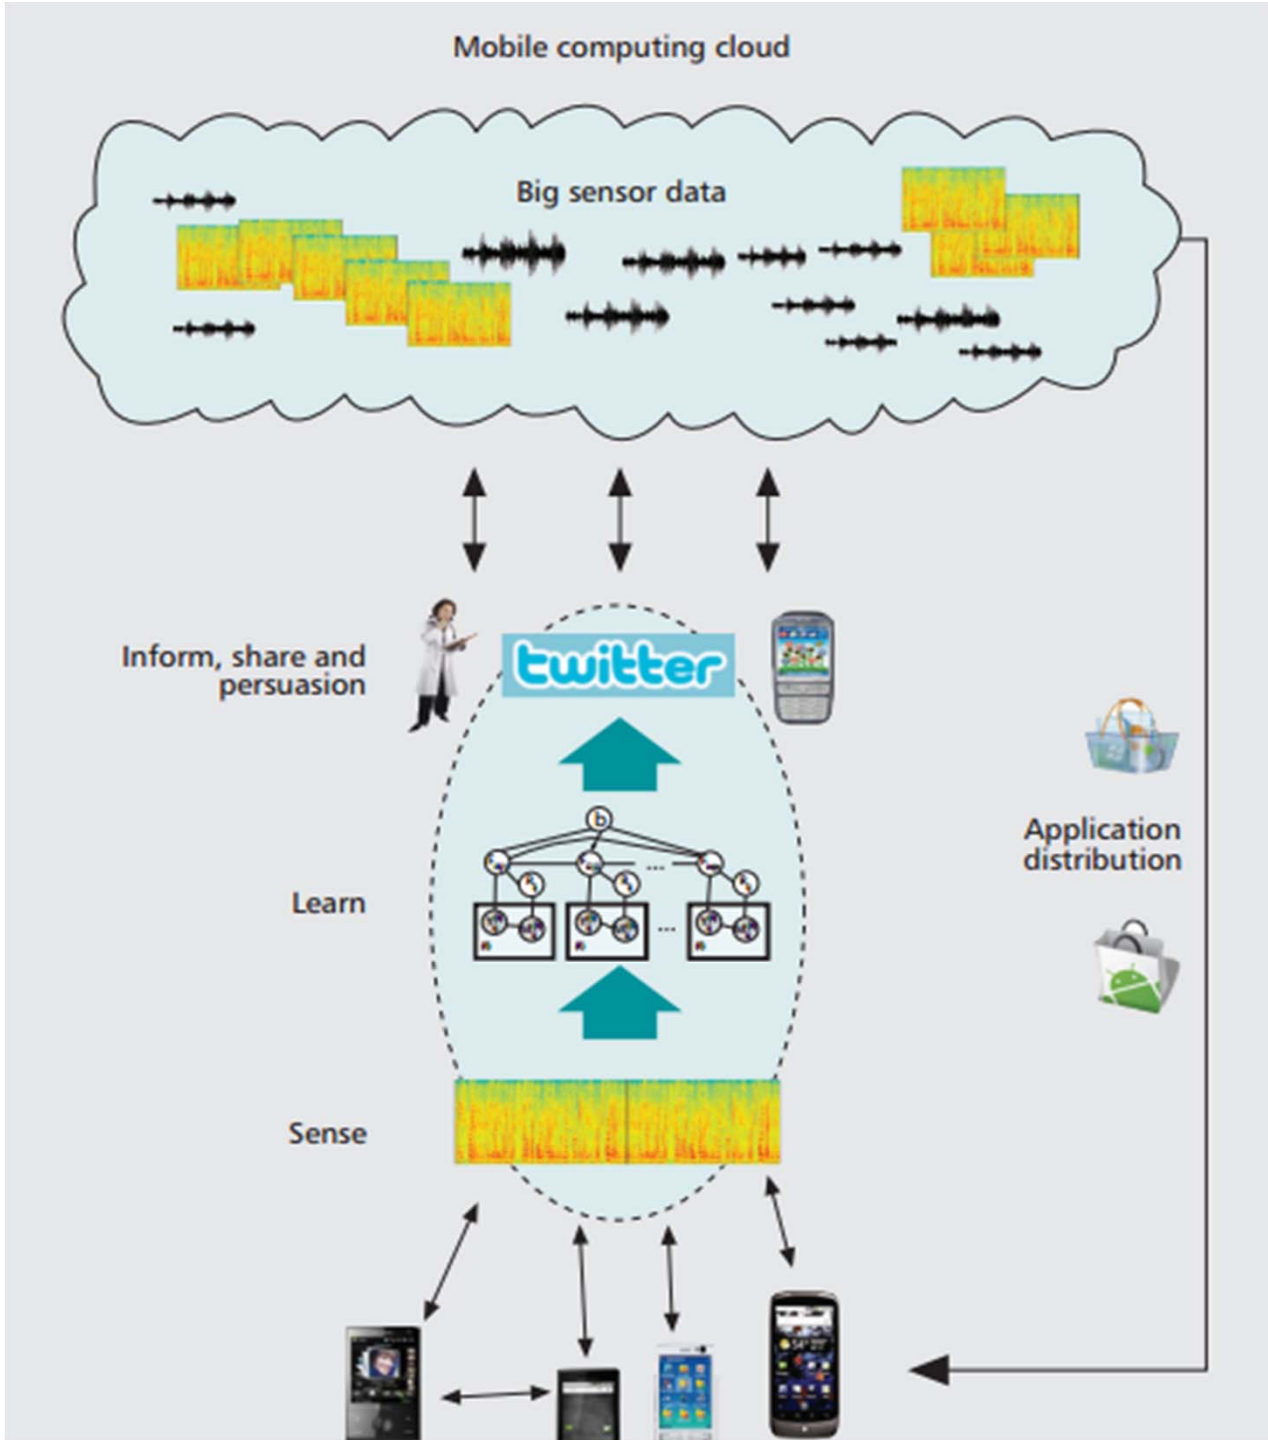 Mobile computing cloud
Big sensor data
Inform, share and
persuasion
twitter
b
...
Learn
...
Application
distribution
Sense